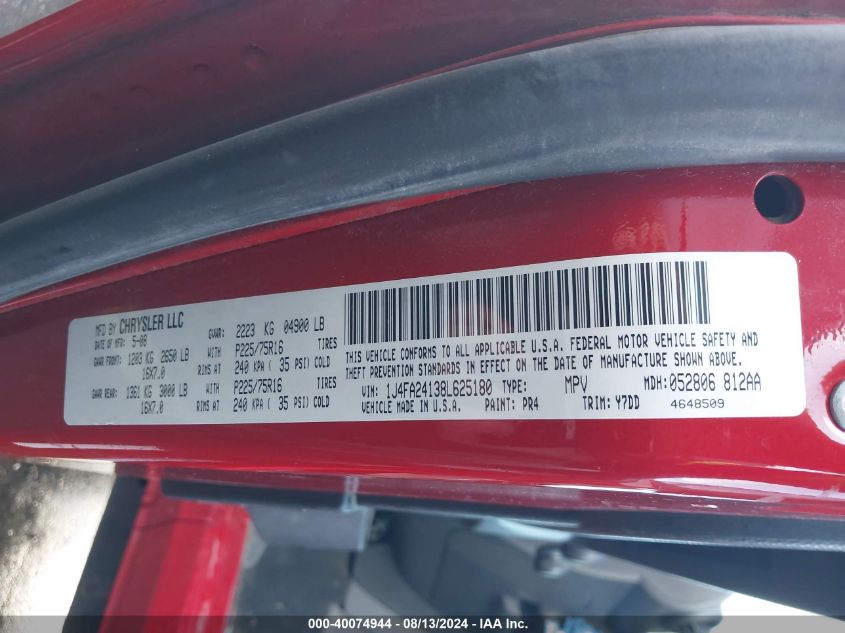 MFD BY CHRYSLER LLC
DATE OF MFR: 5-08 GVWR: 2223 KG 04900 LB
GAWR FRONT: 1203 KG 2650 LB WITH P225/75R16 TIRES
16X7.0 RIMS AT 240 KPA ( 35 PSI) COLD
GAWR REAR: 1361 KG 3000 LB WITH P225/75R16 TIRES
16X7.0 RIMS AT 240 KPA ( 35 PSI) COLD
THIS VEHICLE CONFORMS TO ALL APPLICABLE U.S.A. FEDERAL MOTOR VEHICLE SAFETY AND
THEFT PREVENTION STANDARDS IN EFFECT ON THE DATE OF MANUFACTURE SHOWN ABOVE.
VIN: 1J4FA24138L625180 TYPE: MPV MDH: 052806 812AA
VEHICLE MADE IN U.S.A. PAINT: PR4 TRIM: Y7DD 4648509
000-40074944 - 08/13/2024 - IAA Inc.